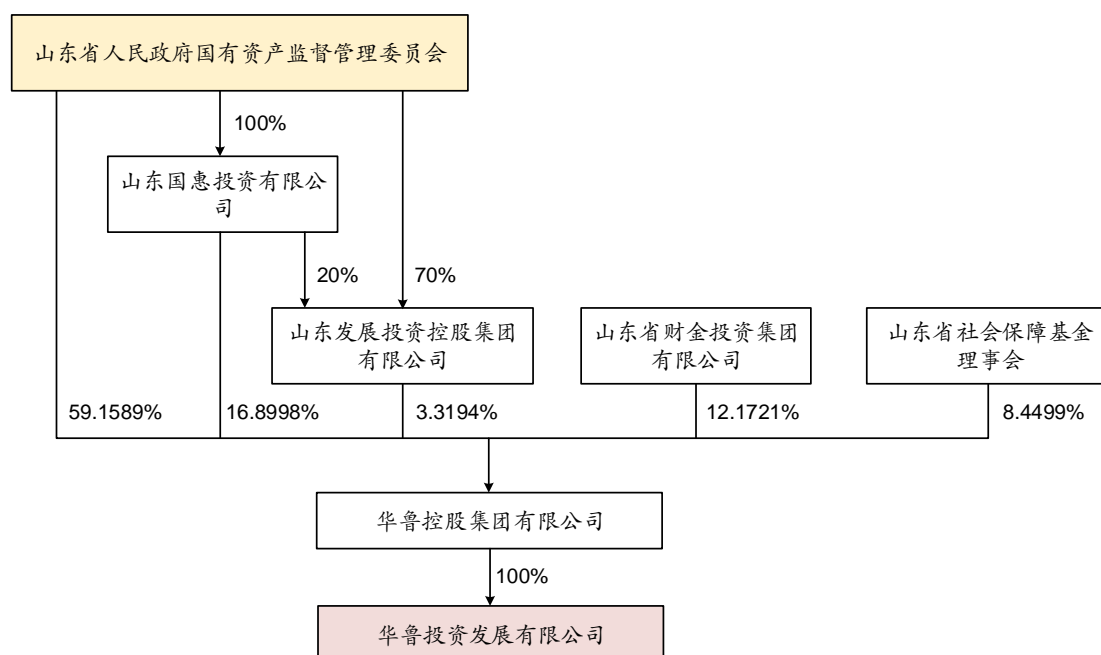 山东省人民政府国有资产监督管理委员会
100%
山东国惠投资有限公
司
20%
70%
山东发展投资控股集团
有限公司
山东省财金投资集团
有限公司
山东省社会保障基金
理事会
59.1589%
16.8998%
3.3194%
12.1721%
8.4499%
华鲁控股集团有限公司
100%
华鲁投资发展有限公司